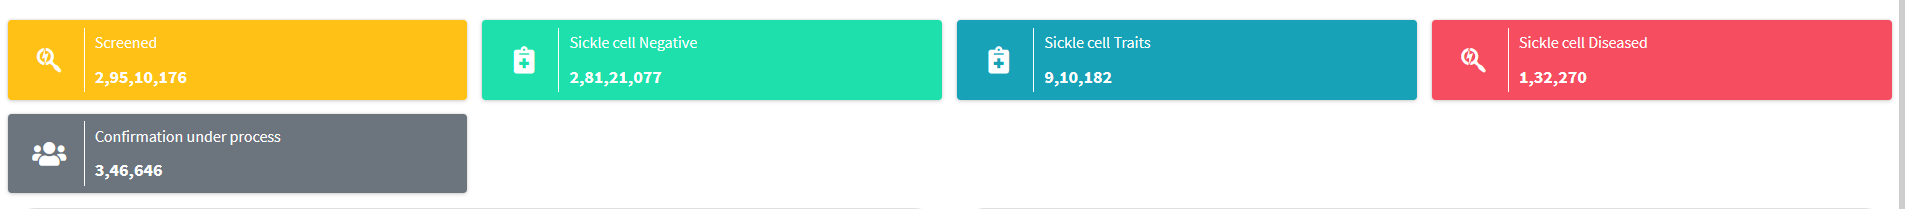 Screened
2,95,10,176
Sickle cell Negative
2,81,21,077
Sickle cell Traits
9,10,182
Sickle cell Diseased
1,32,270
Confirmation under process
3,46,646